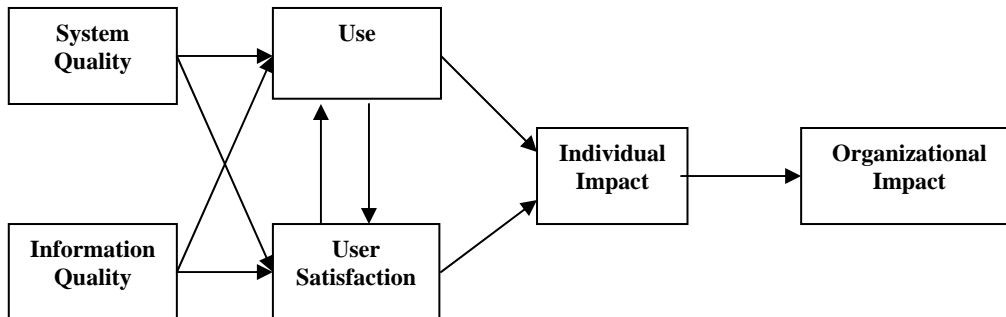 System
Quality
Use
Individual
Impact
Organizational
Impact
Information
Quality
User
Satisfaction